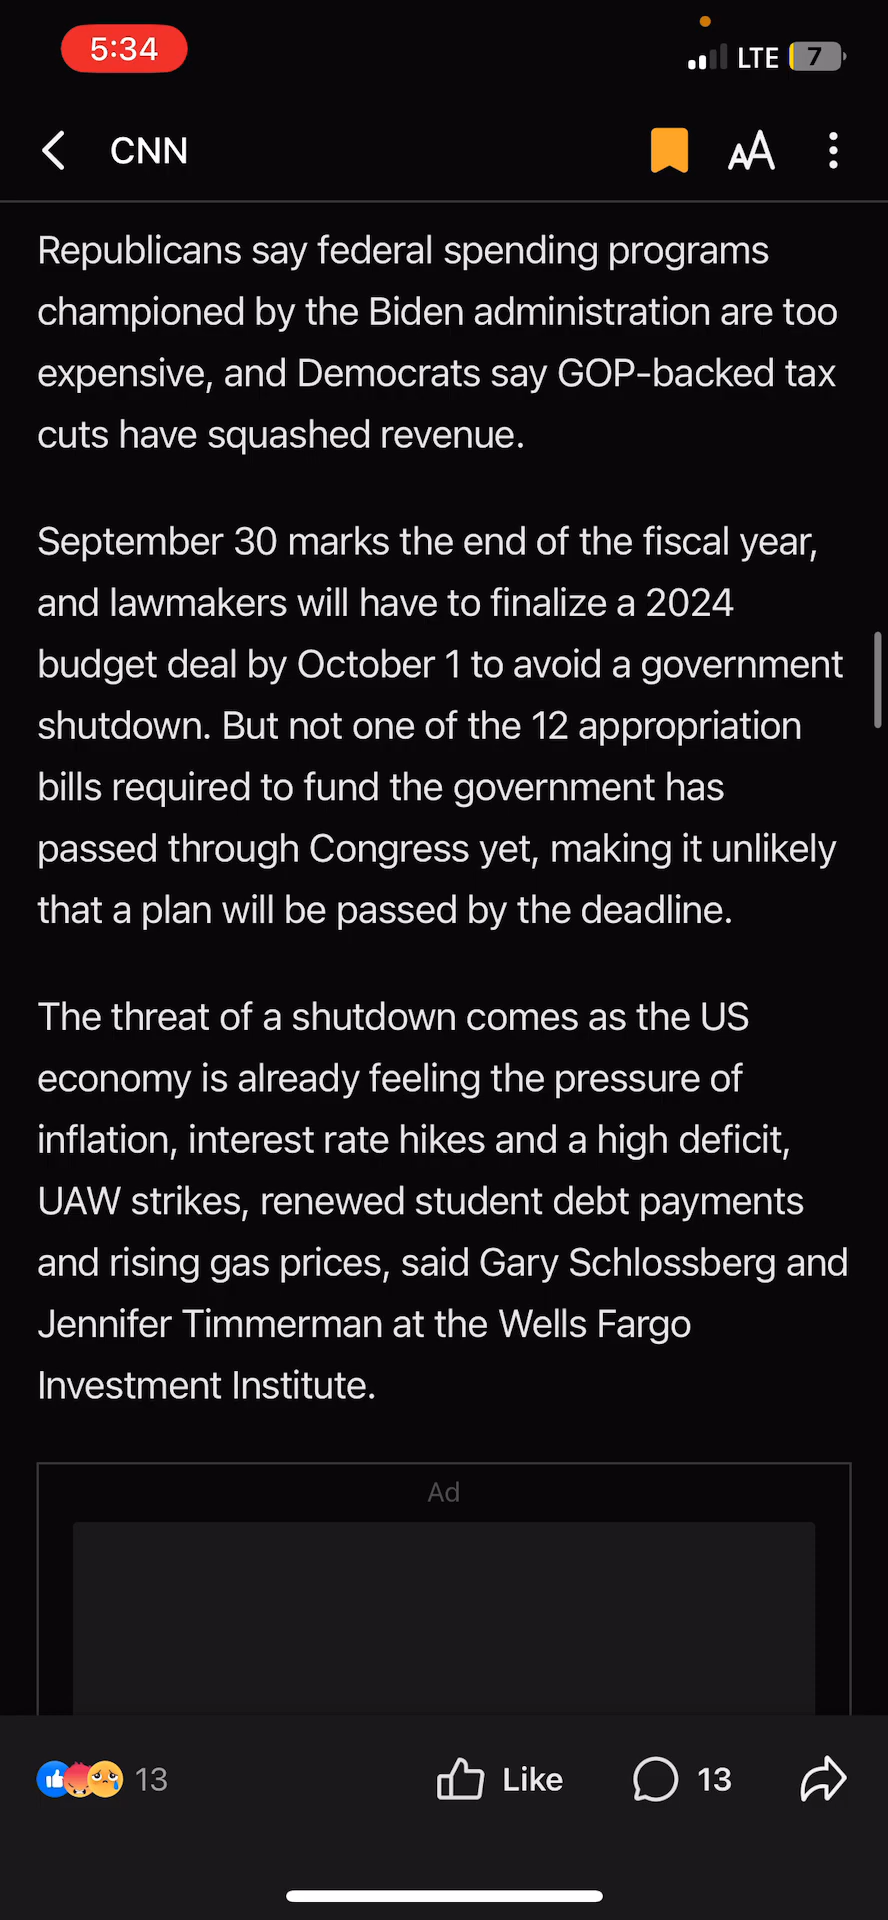 5:34
LTE 7
CNN
AA
Republicans say federal spending programs
championed by the Biden administration are too
expensive, and Democrats say GOP-backed tax
cuts have squashed revenue.
September 30 marks the end of the fiscal year,
and lawmakers will have to finalize a 2024
budget deal by October 1 to avoid a government
shutdown. But not one of the 12 appropriation
bills required to fund the government has
passed through Congress yet, making it unlikely
that a plan will be passed by the deadline.
The threat of a shutdown comes as the US
economy is already feeling the pressure of
inflation, interest rate hikes and a high deficit,
UAW strikes, renewed student debt payments
and rising gas prices, said Gary Schlossberg and
Jennifer Timmerman at the Wells Fargo
Investment Institute.
Ad
13 Like 13